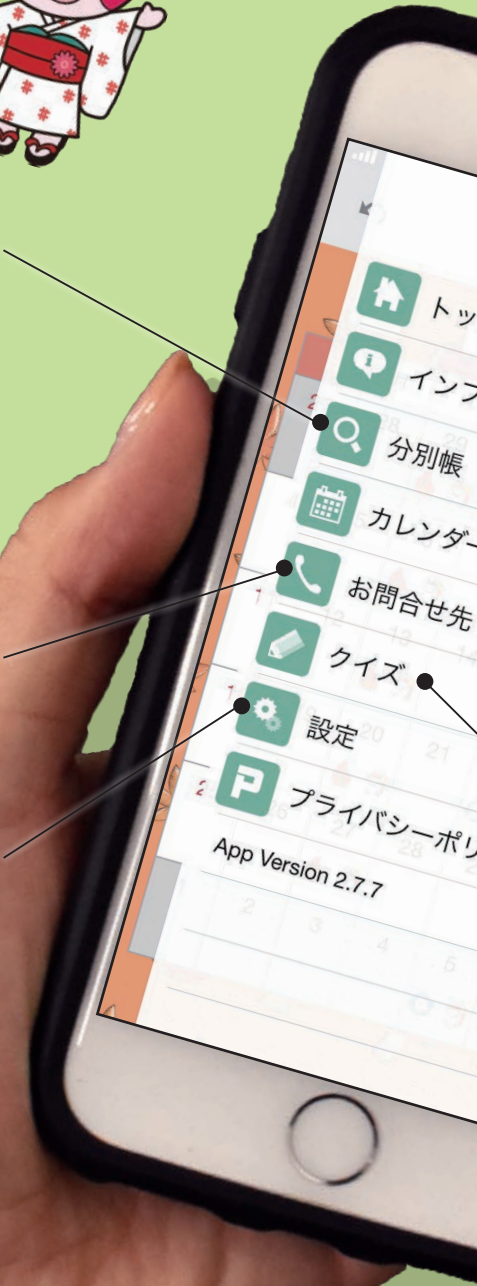 トッ
インフ
分別帳
カレンダー
お問合せ先
クイズ
設定
プライバシーポリ
App Version 2.7.7